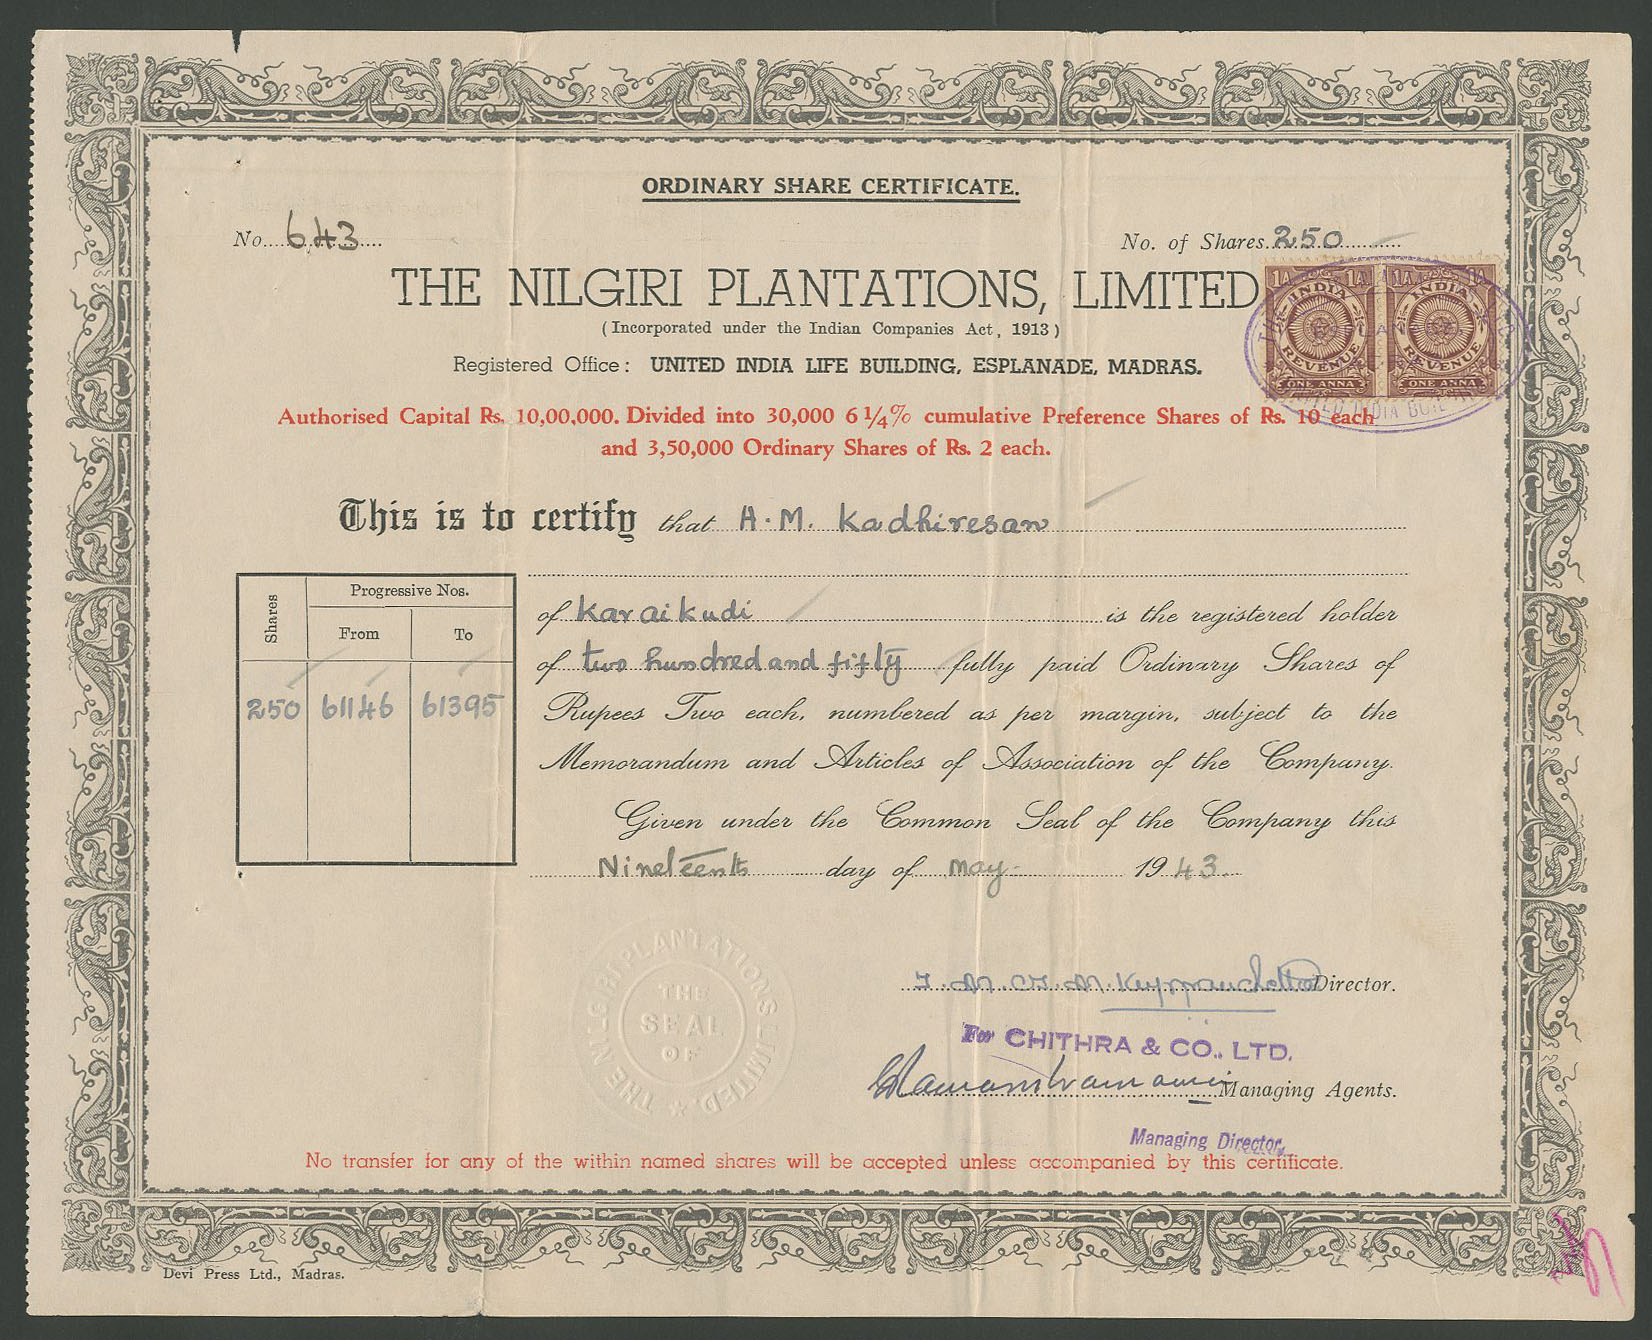 ORDINARY SHARE CERTIFICATE.
No. 643
No. of Shares 250
THE NILGIRI PLANTATIONS, LIMITED
(Incorporated under the Indian Companies Act, 1913)
Registered Office: UNITED INDIA LIFE BUILDING, ESPLANADE, MADRAS.
1A. 1A. 1A. 1A.
INDIA INDIA
REVENUE REVENUE
ONE ANNA ONE ANNA
Authorised Capital Rs. 10,00,000. Divided into 30,000 6 1/4% cumulative Preference Shares of Rs. 10 each
and 3,50,000 Ordinary Shares of Rs. 2 each.
This is to certify that A.M. Kadhiresan
Shares Progressive Nos.
From To
250 61146 61395
of Karaikudi is the registered holder
of two hundred and fifty fully paid Ordinary Shares of
Rupees Two each, numbered as per margin, subject to the
Memorandum and Articles of Association of the Company.
Given under the Common Seal of the Company this
Nineteenth day of May 1943.
THE NILGIRI PLANTATIONS LIMITED.
THE
SEAL
OF
Director.
For CHITHRA & CO., LTD.
Managing Agents.
Managing Director.
No transfer for any of the within named shares will be accepted unless accompanied by this certificate.
Devi Press Ltd., Madras.